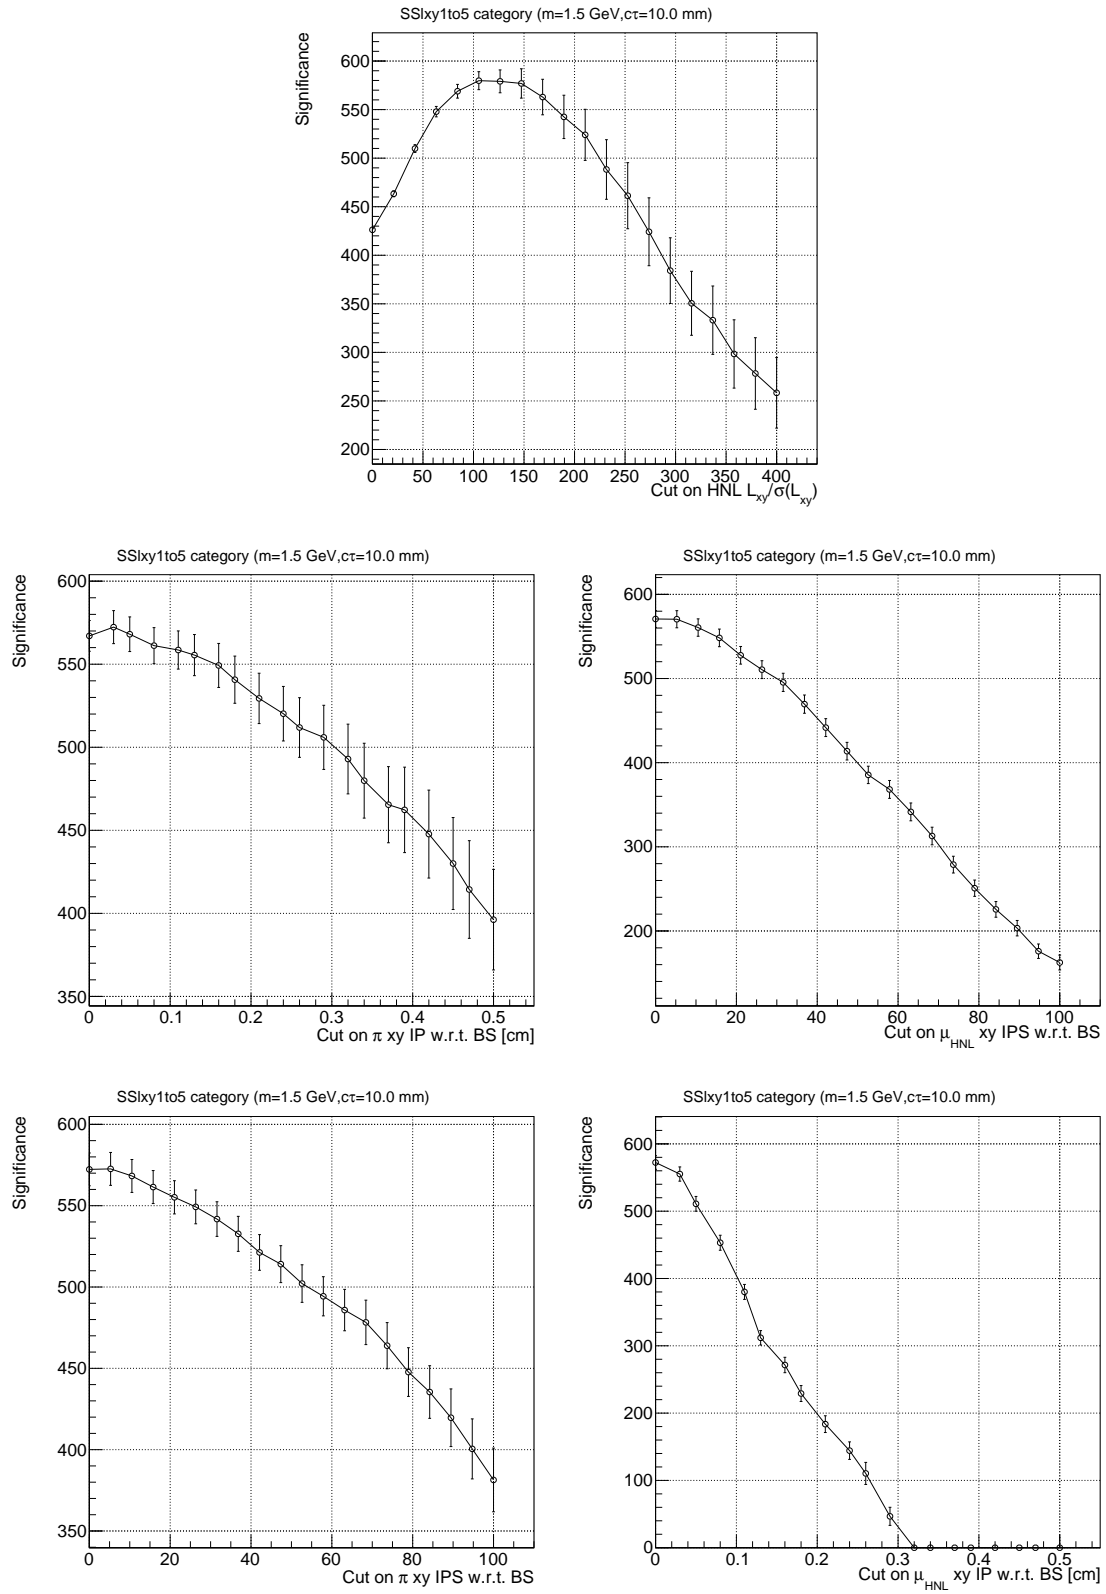 SSlxy1to5 category (m=1.5 GeV,cτ=10.0 mm)
Significance
600
550
500
450
400
350
300
250
200
0 50 100 150 200 250 300 350 400
Cut on HNL L_xy/σ(L_xy)
SSlxy1to5 category (m=1.5 GeV,cτ=10.0 mm)
Significance
600
550
500
450
400
350
0 0.1 0.2 0.3 0.4 0.5
Cut on π xy IP w.r.t. BS [cm]
SSlxy1to5 category (m=1.5 GeV,cτ=10.0 mm)
Significance
600
500
400
300
200
0 20 40 60 80 100
Cut on μ_HNL xy IPS w.r.t. BS
SSlxy1to5 category (m=1.5 GeV,cτ=10.0 mm)
Significance
600
550
500
450
400
350
0 20 40 60 80 100
Cut on π xy IPS w.r.t. BS
SSlxy1to5 category (m=1.5 GeV,cτ=10.0 mm)
Significance
600
500
400
300
200
100
0
0 0.1 0.2 0.3 0.4 0.5
Cut on μ_HNL xy IP w.r.t. BS [cm]